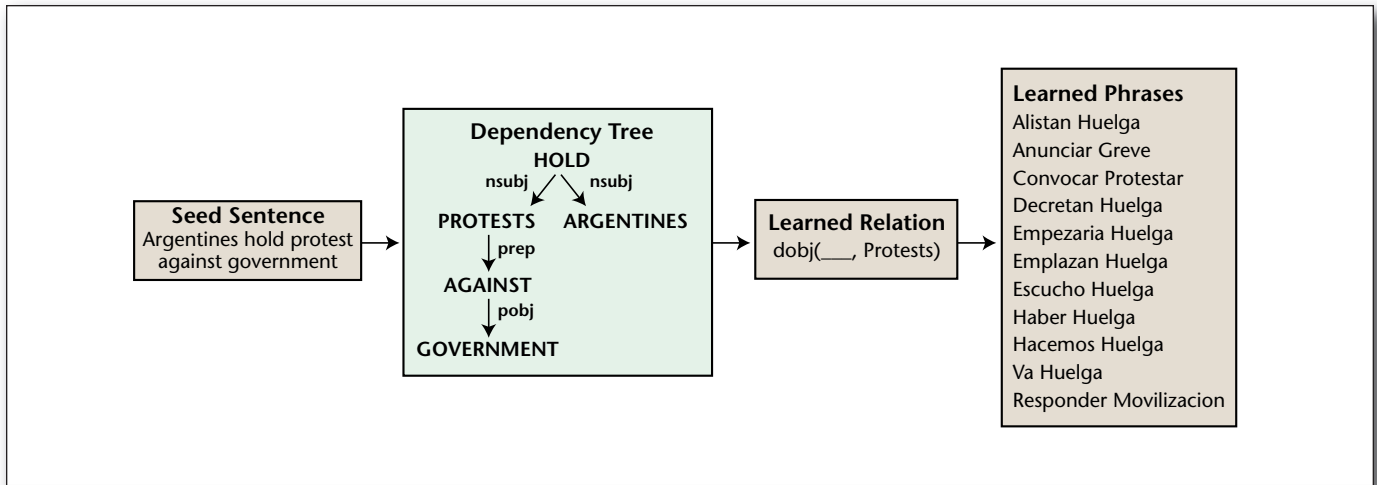 Seed Sentence
Argentines hold protest
against government
Dependency Tree
HOLD
nsubj nsubj
PROTESTS ARGENTINES
prep
AGAINST
pobj
GOVERNMENT
Learned Relation
dobj(___, Protests)
Learned Phrases
Alistan Huelga
Anunciar Greve
Convocar Protestar
Decretan Huelga
Empezaria Huelga
Emplazan Huelga
Escucho Huelga
Haber Huelga
Hacemos Huelga
Va Huelga
Responder Movilizacion